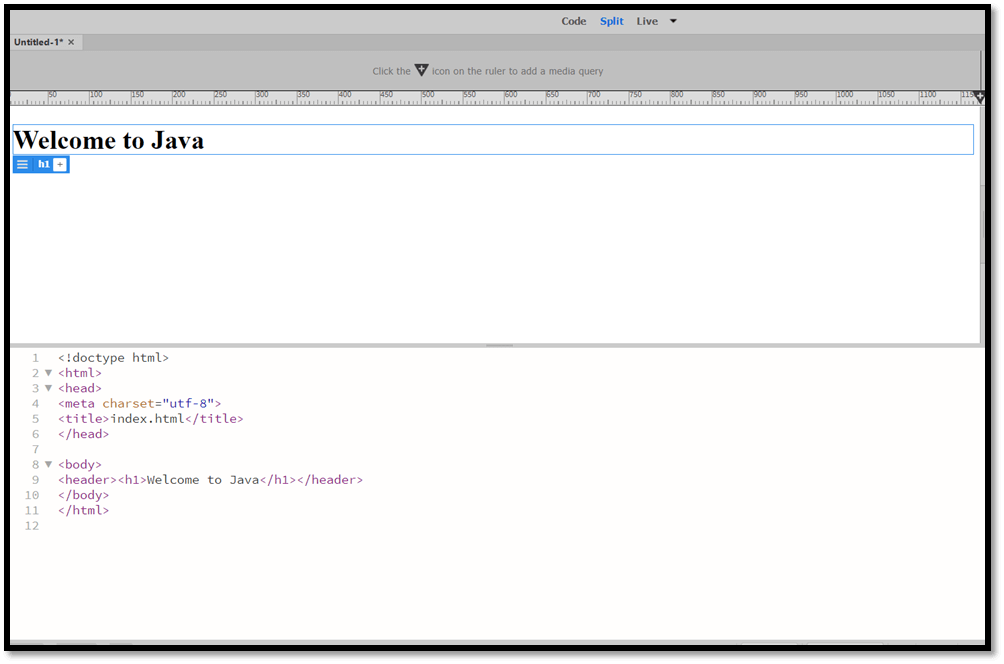 Code Split Live
Untitled-1* ×
Click the icon on the ruler to add a media query
50 100 150 200 250 300 350 400 450 500 550 600 650 700 750 800 850 900 950 1000 1050 1100 115
Welcome to Java
h1 +
1 <!doctype html>
2 <html>
3 <head>
4 <meta charset="utf-8">
5 <title>index.html</title>
6 </head>
7
8 <body>
9 <header><h1>Welcome to Java</h1></header>
10 </body>
11 </html>
12